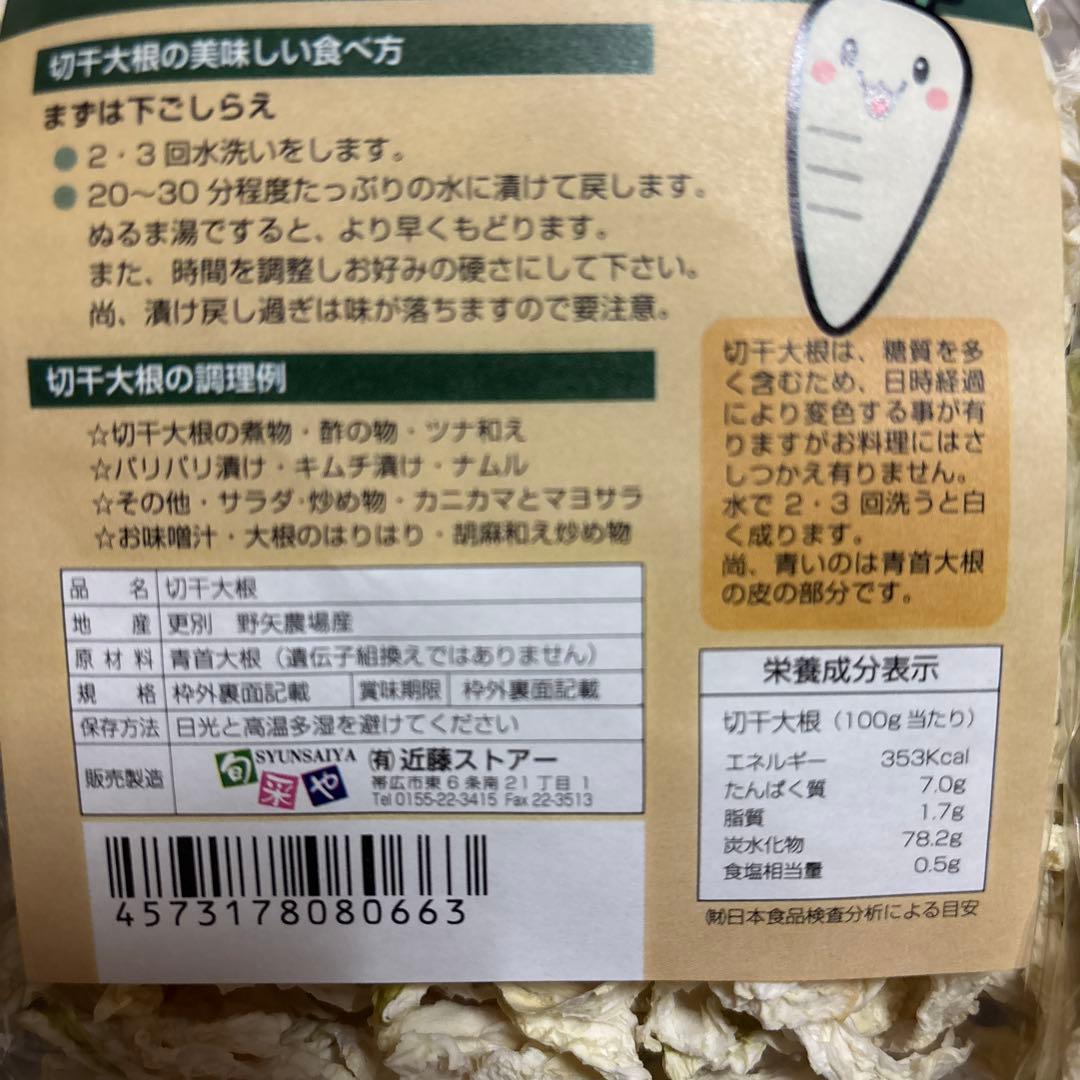 切干大根の美味しい食べ方
まずは下ごしらえ
●2・3回水洗いをします。
●20〜30分程度たっぷりの水に漬けて戻します。
ぬるま湯ですると、より早くもどります。
また、時間を調整しお好みの硬さにして下さい。
尚、漬け戻し過ぎは味が落ちますので要注意。
切干大根の調理例
☆切干大根の煮物・酢の物・ツナ和え
☆パリパリ漬け・キムチ漬け・ナムル
☆その他・サラダ・炒め物・カニカマとマヨサラ
☆お味噌汁・大根のはりはり・胡麻和え炒め物
切干大根は、糖質を多
く含むため、日時経過
により変色する事が有
りますがお料理にはさ
しつかえ有りません。
水で2・3回洗うと白
く成ります。
尚、青いのは青首大根
の皮の部分です。
品名 切干大根
地産 更別 野矢農場産
原材料 青首大根（遺伝子組換えではありません）
規格 枠外裏面記載 賞味期限 枠外裏面記載
保存方法 日光と高温多湿を避けてください
販売製造 旬采や SYUNSAIYA ㈲近藤ストアー
帯広市東6条南21丁目1
Tel 0155-22-3415 Fax 22-3513
4573178080663
栄養成分表示
切干大根（100g当たり）
エネルギー 353Kcal
たんぱく質 7.0g
脂質 1.7g
炭水化物 78.2g
食塩相当量 0.5g
㈶日本食品検査分析による目安